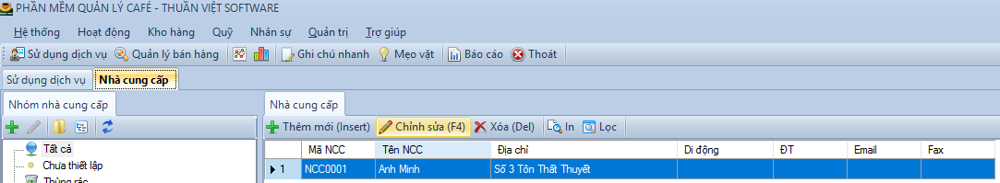 PHẦN MỀM QUẢN LÝ CAFÉ - THUẦN VIỆT SOFTWARE
Hệ thống Hoạt động Kho hàng Quỹ Nhân sự Quản trị Trợ giúp
Sử dụng dịch vụ Quản lý bán hàng Ghi chú nhanh Mẹo vặt Báo cáo Thoát
Sử dụng dịch vụ Nhà cung cấp
Nhóm nhà cung cấp
Tất cả
Chưa thiết lập
Thùng rác
Nhà cung cấp
Thêm mới (Insert) Chỉnh sửa (F4) Xóa (Del) In Lọc
Mã NCC Tên NCC Địa chỉ Di động ĐT Email Fax
1 NCC0001 Anh Minh Số 3 Tôn Thất Thuyết